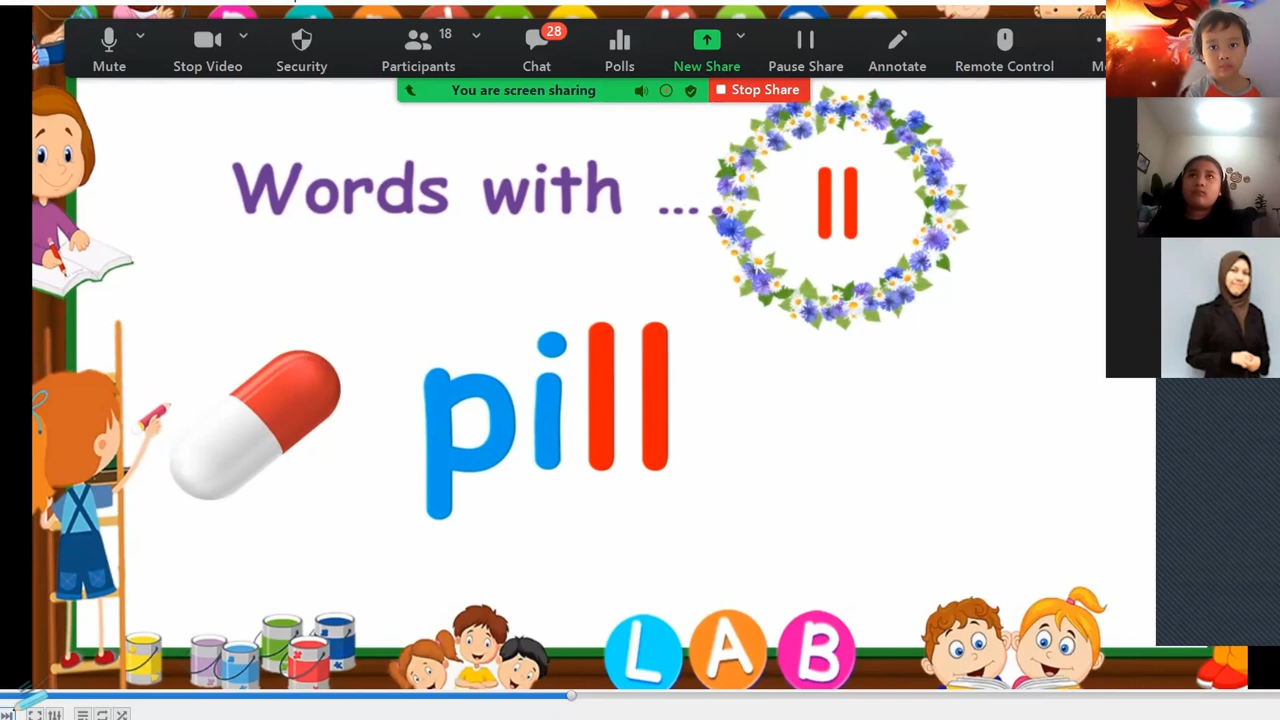 18
28
Mute
Stop Video
Security
Participants
Chat
Polls
New Share
Pause Share
Annotate
Remote Control
You are screen sharing
Stop Share
Words with ....
ll
pill
L A B